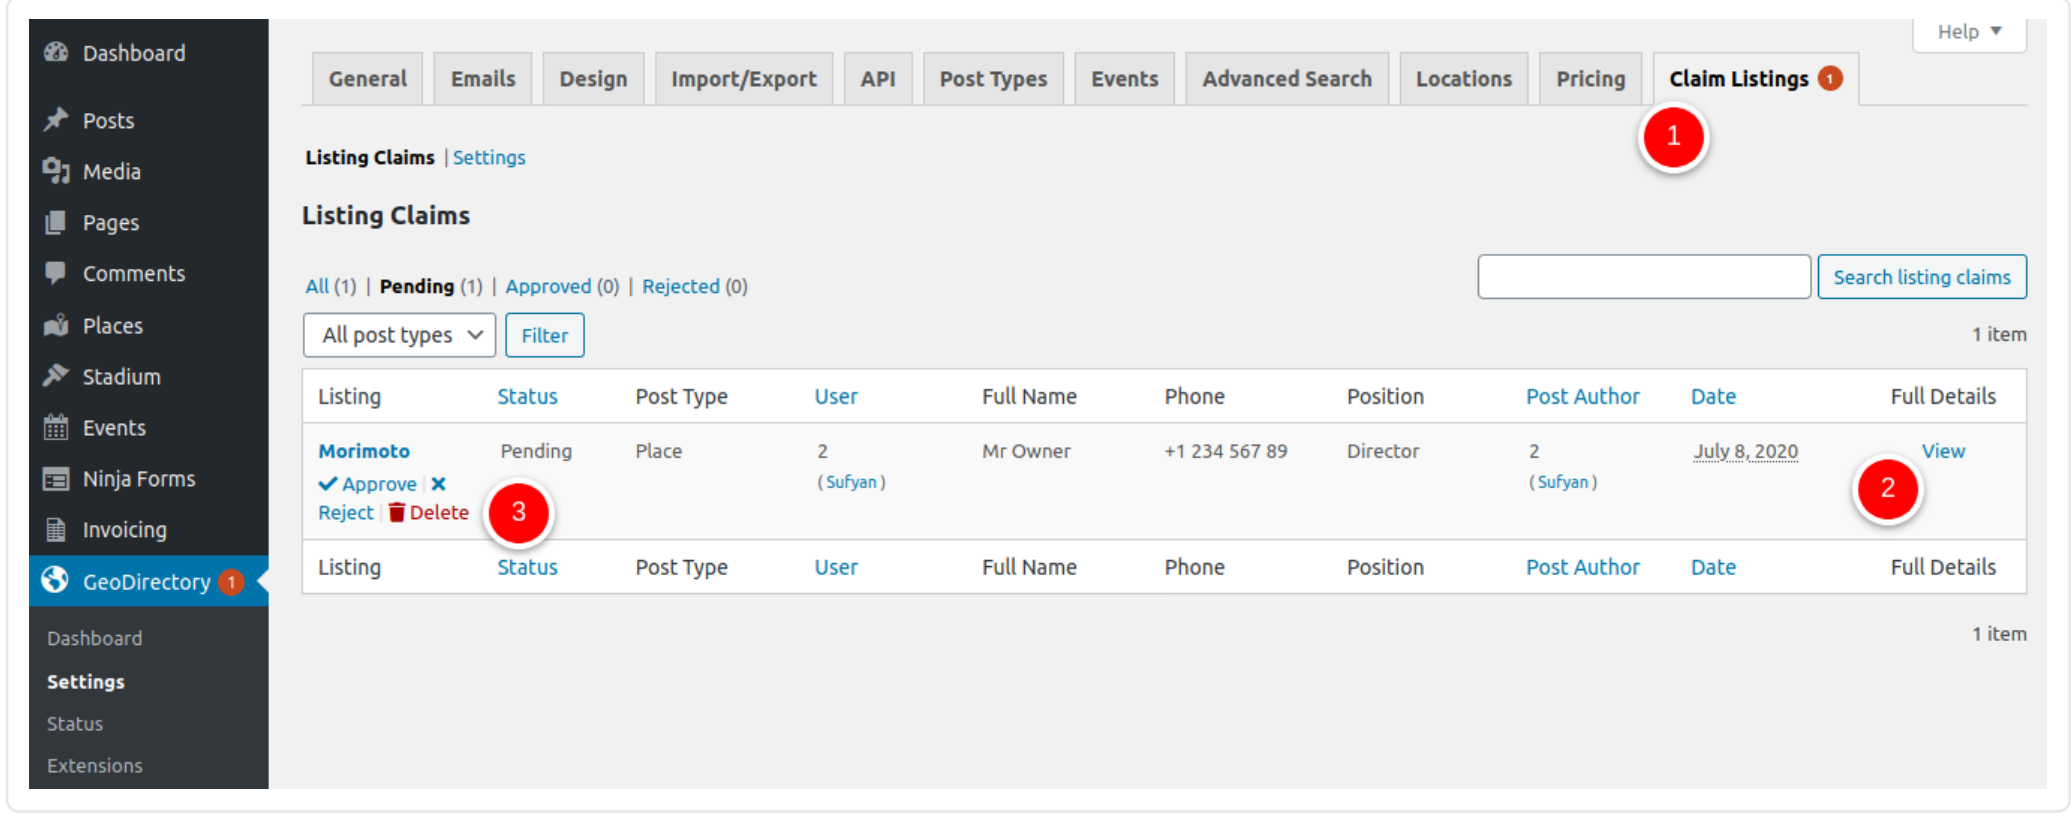 Dashboard
Posts
Media
Pages
Comments
Places
Stadium
Events
Ninja Forms
Invoicing
GeoDirectory 1
Dashboard
Settings
Status
Extensions
Help ▼
General Emails Design Import/Export API Post Types Events Advanced Search Locations Pricing Claim Listings 1
1
Listing Claims | Settings
Listing Claims
Search listing claims
All (1) | Pending (1) | Approved (0) | Rejected (0)
All post types Filter
1 item
Listing Status Post Type User Full Name Phone Position Post Author Date Full Details
Morimoto Pending Place 2 Mr Owner +1 234 567 89 Director 2 July 8, 2020 View
✔ Approve | ✖ ( Sufyan ) ( Sufyan )
2
Reject | Delete
3
Listing Status Post Type User Full Name Phone Position Post Author Date Full Details
1 item